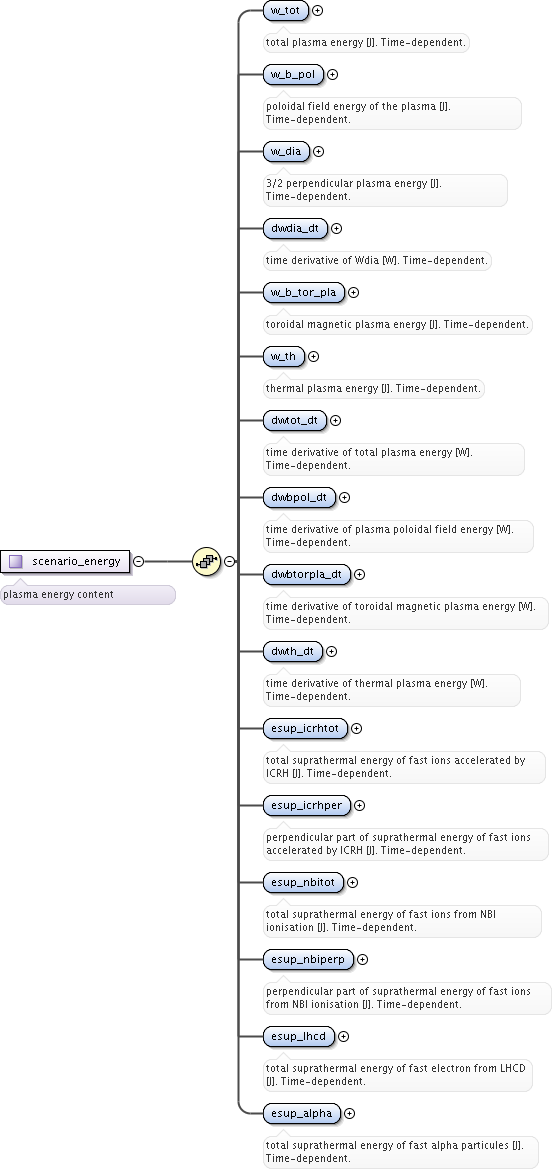 w_tot
total plasma energy [J]. Time-dependent.
w_b_pol
poloidal field energy of the plasma [J].
Time-dependent.
w_dia
3/2 perpendicular plasma energy [J].
Time-dependent.
dwdia_dt
time derivative of Wdia [W]. Time-dependent.
w_b_tor_pla
toroidal magnetic plasma energy [J]. Time-dependent.
w_th
thermal plasma energy [J]. Time-dependent.
dwtot_dt
time derivative of total plasma energy [W].
Time-dependent.
dwbpol_dt
time derivative of plasma poloidal field energy [W].
Time-dependent.
scenario_energy
plasma energy content
dwbtorpla_dt
time derivative of toroidal magnetic plasma energy [W].
Time-dependent.
dwth_dt
time derivative of thermal plasma energy [W].
Time-dependent.
esup_icrhtot
total suprathermal energy of fast ions accelerated by
ICRH [J]. Time-dependent.
esup_icrhper
perpendicular part of suprathermal energy of fast ions
accelerated by ICRH [J]. Time-dependent.
esup_nbitot
total suprathermal energy of fast ions from NBI
ionisation [J]. Time-dependent.
esup_nbiperp
perpendicular part of suprathermal energy of fast ions
from NBI ionisation [J]. Time-dependent.
esup_lhcd
total suprathermal energy of fast electron from LHCD
[J]. Time-dependent.
esup_alpha
total suprathermal energy of fast alpha particules [J].
Time-dependent.